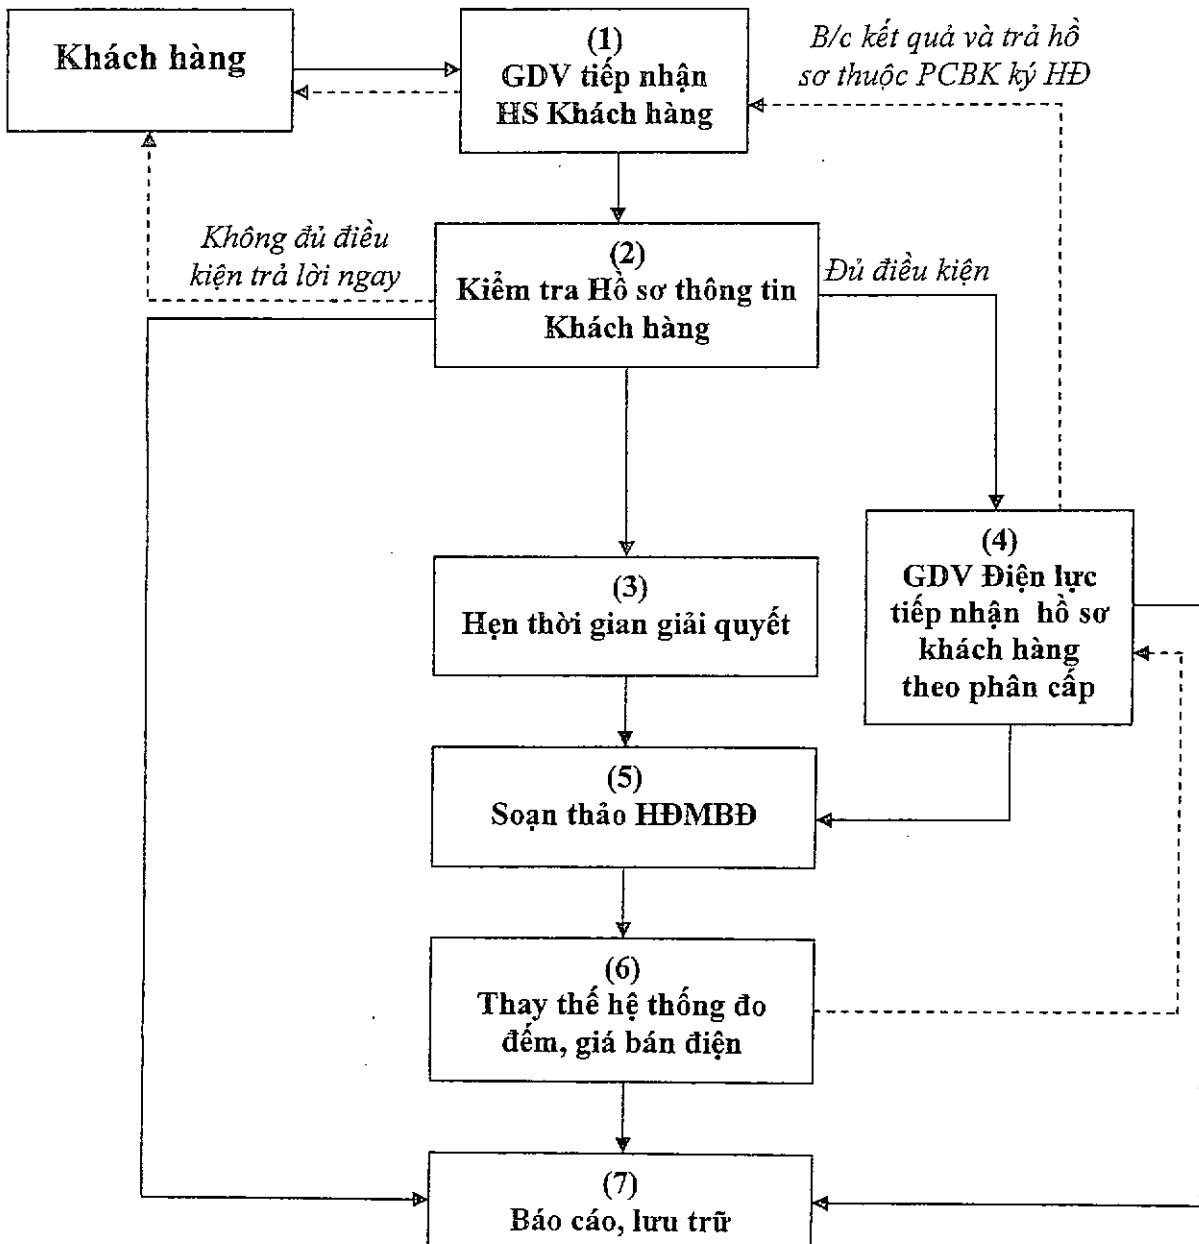 Khách hàng
(1)
GDV tiếp nhận
HS Khách hàng
B/c kết quả và trả hồ
sơ thuộc PCBK ký HĐ
Không đủ điều
kiện trả lời ngay
(2)
Kiểm tra Hồ sơ thông tin
Khách hàng
Đủ điều kiện
(3)
Hẹn thời gian giải quyết
(4)
GDV Điện lực
tiếp nhận hồ sơ
khách hàng
theo phân cấp
(5)
Soạn thảo HĐMBĐ
(6)
Thay thế hệ thống đo
đếm, giá bán điện
(7)
Báo cáo, lưu trữ